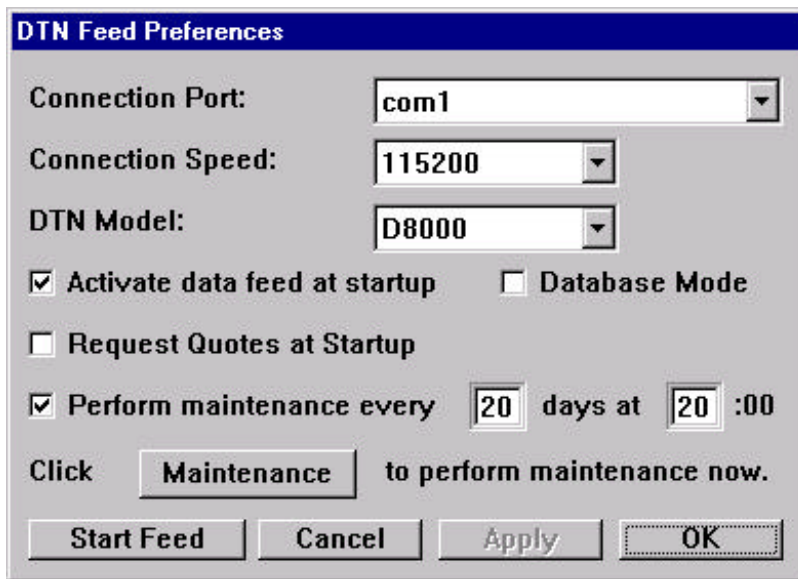 DTN Feed Preferences
Connection Port: com1
Connection Speed: 115200
DTN Model: D8000
Activate data feed at startup Database Mode
Request Quotes at Startup
Perform maintenance every 20 days at 20 :00
Click Maintenance to perform maintenance now.
Start Feed Cancel Apply OK